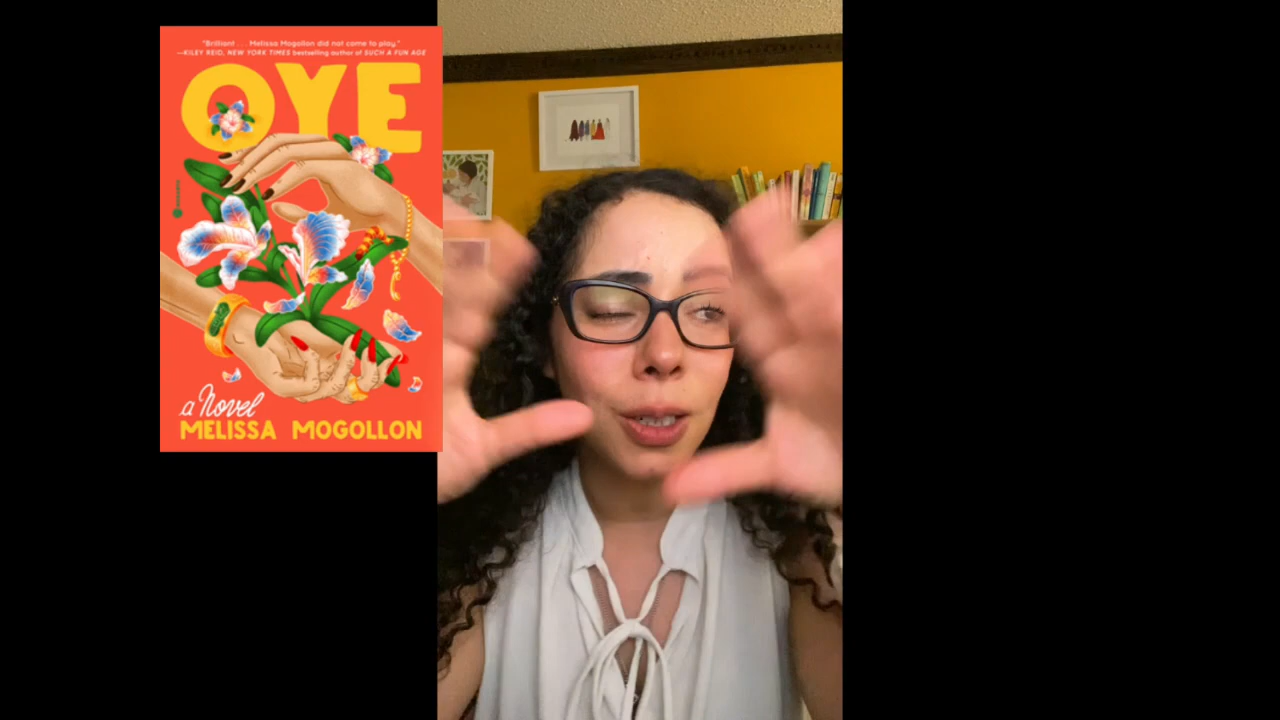 "Brilliant . . . Melissa Mogollon did not come to play."
—KILEY REID, NEW YORK TIMES bestselling author of SUCH A FUN AGE
OYE
a Novel
MELISSA MOGOLLON